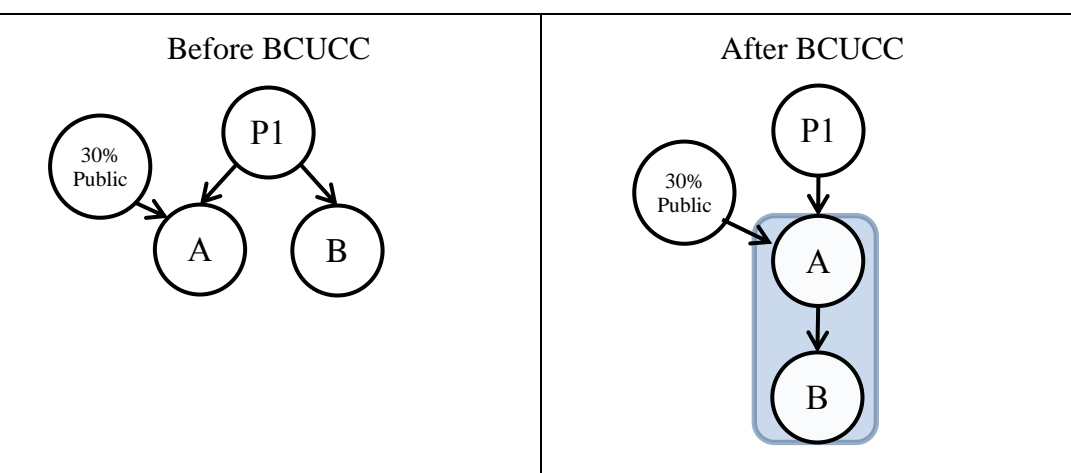 Before BCUCC
P1
30%
Public
A
B
After BCUCC
P1
30%
Public
A
B